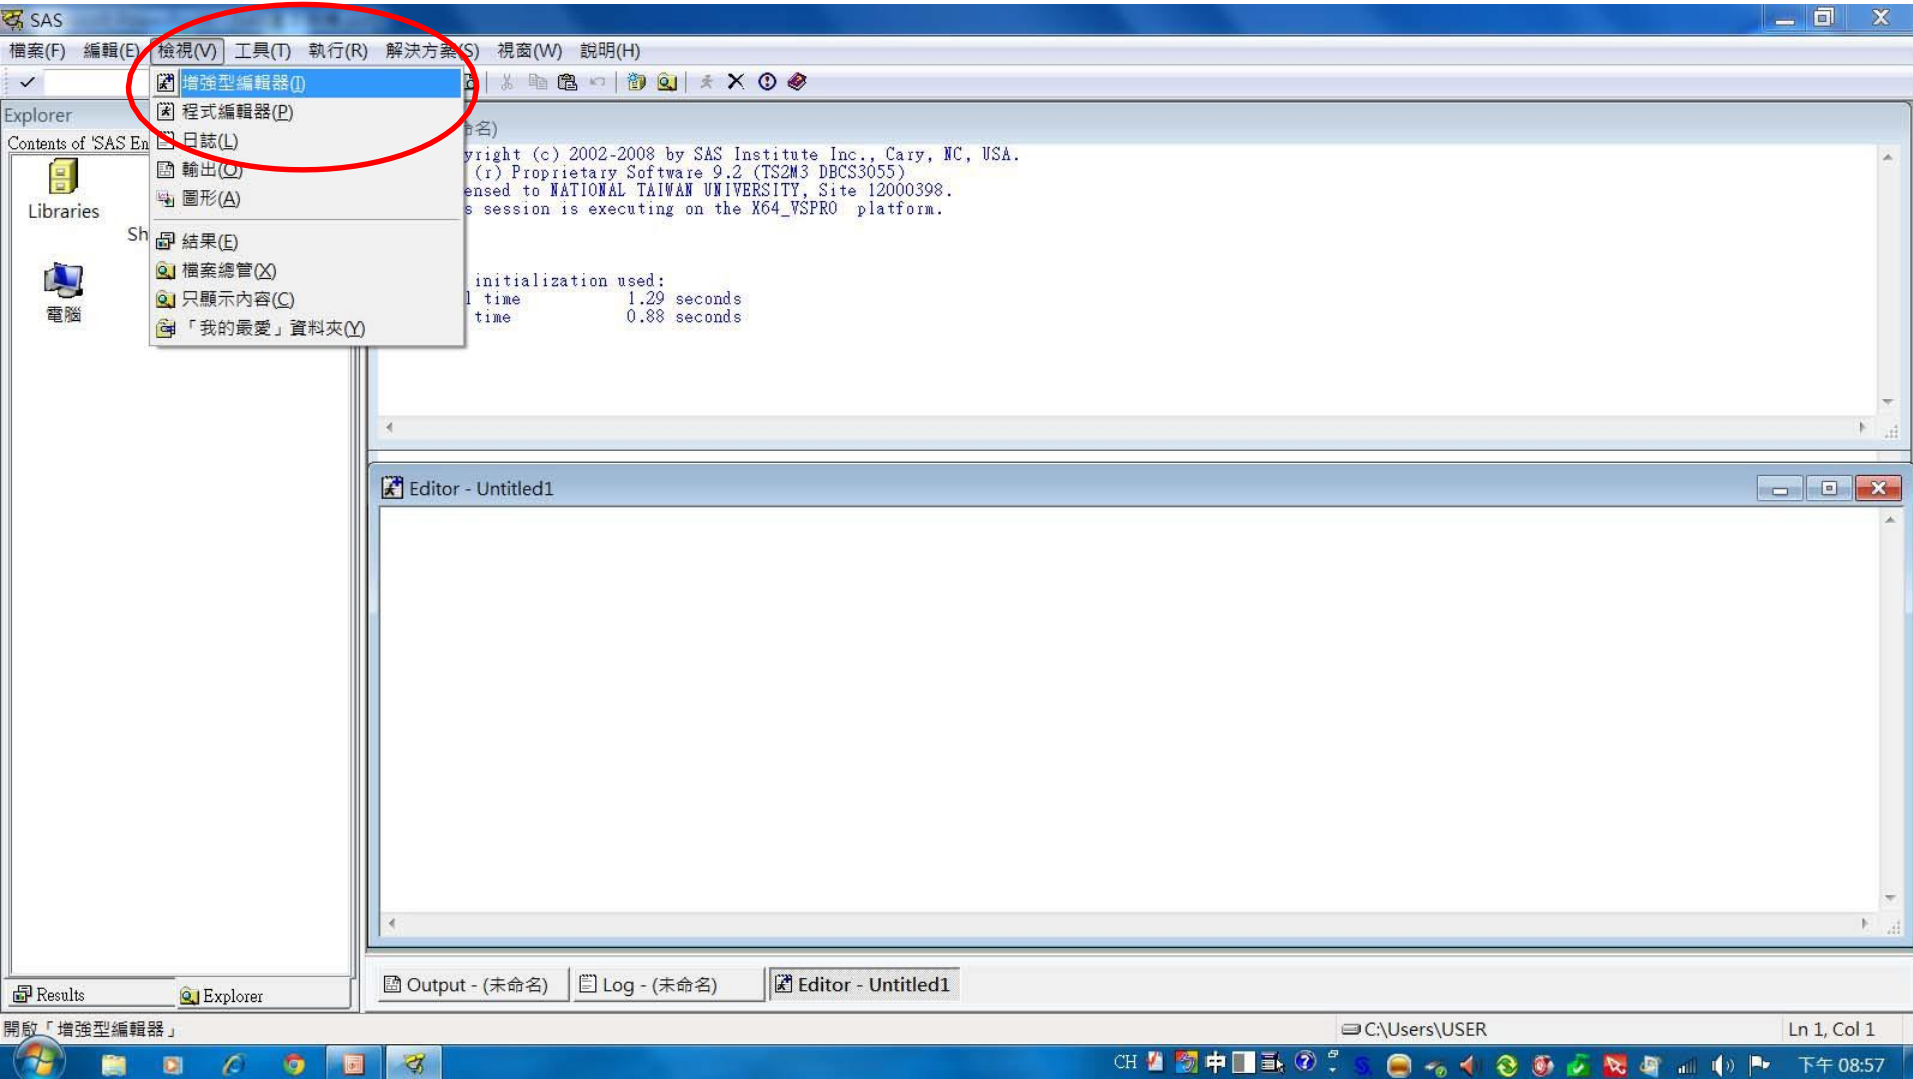 SAS
檔案(F) 編輯(E) 檢視(V) 工具(T) 執行(R) 解決方案(S) 視窗(W) 說明(H)
增強型編輯器(I)
程式編輯器(P)
日誌(L)
輸出(O)
圖形(A)
結果(E)
檔案總管(X)
只顯示內容(C)
「我的最愛」資料夾(Y)
Explorer
Contents of 'SAS En
Libraries
Sh
電腦
名)
yright (c) 2002-2008 by SAS Institute Inc., Cary, NC, USA.
(r) Proprietary Software 9.2 (TS2M3 DBCS3055)
ensed to NATIONAL TAIWAN UNIVERSITY, Site 12000398.
s session is executing on the X64_VSPRO platform.
initialization used:
l time 1.29 seconds
time 0.88 seconds
Editor - Untitled1
Results
Explorer
Output - (未命名)
Log - (未命名)
Editor - Untitled1
開啟「增強型編輯器」
C:\Users\USER
Ln 1, Col 1
CH
中
下午 08:57